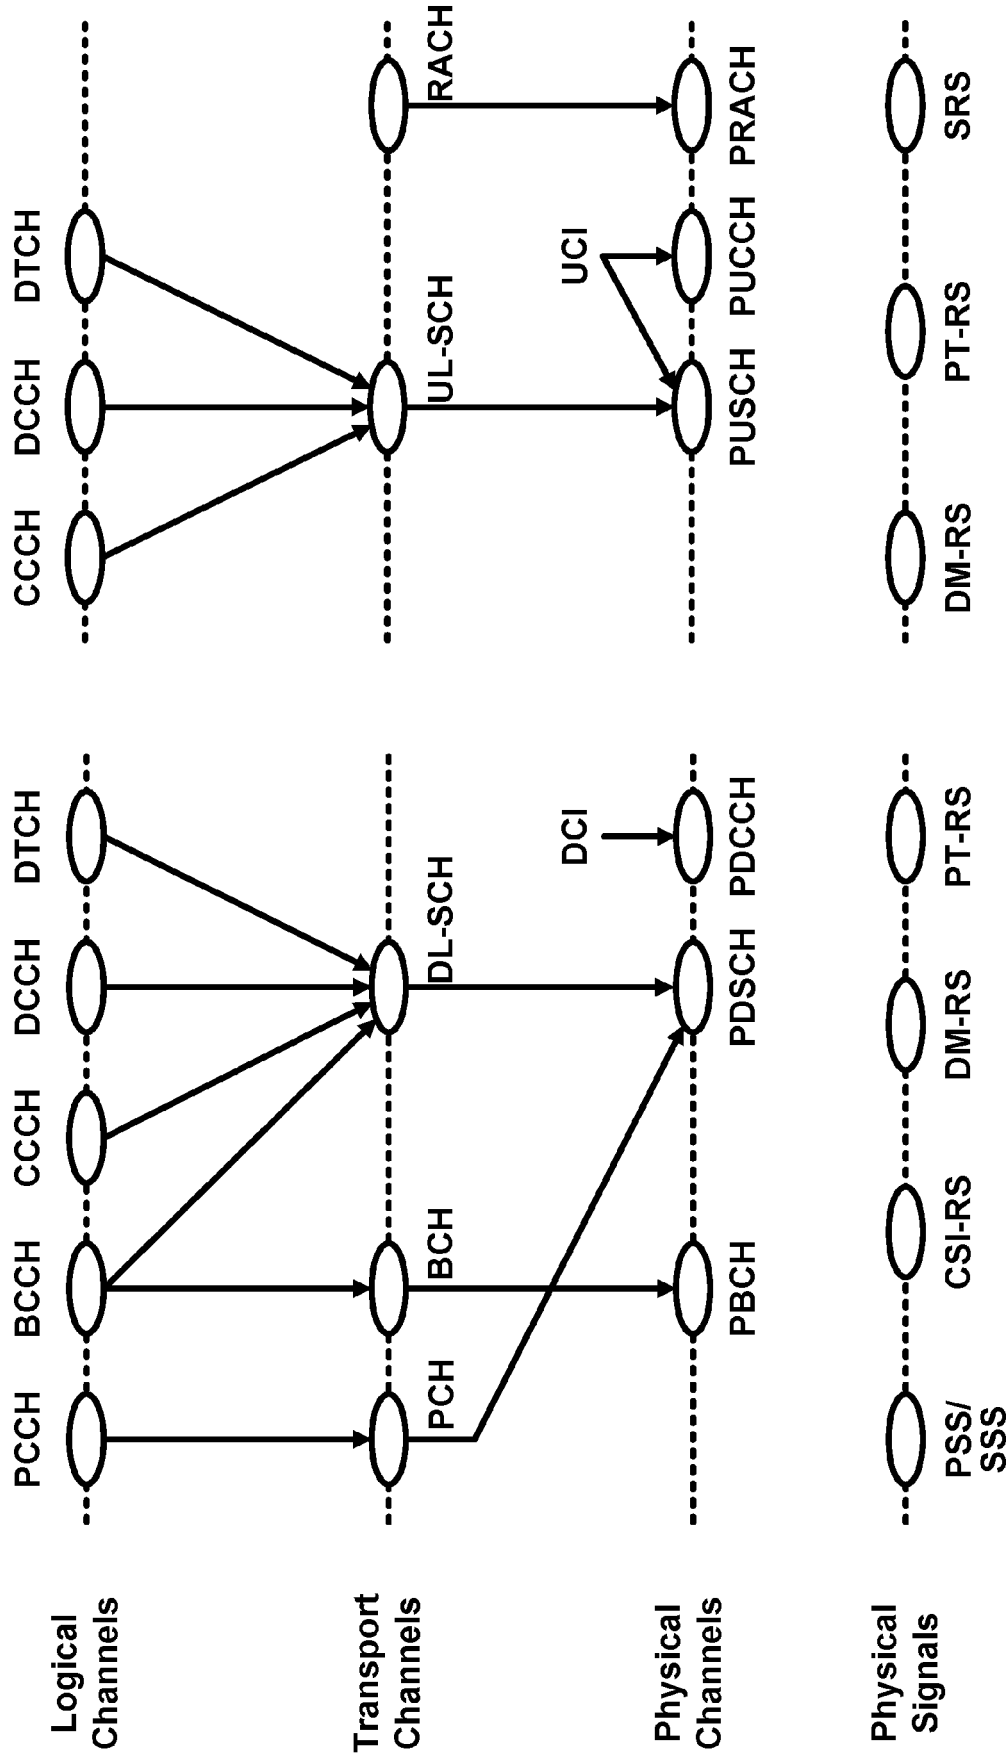 Logical
Channels
PCCH
BCCH
CCCH
DCCH
DTCH
CCCH
DCCH
DTCH
Transport
Channels
PCH
BCH
DL-SCH
UL-SCH
RACH
DCI
UCI
Physical
Channels
PBCH
PDSCH
PDCCH
PUSCH
PUCCH
PRACH
Physical
Signals
PSS/
SSS
CSI-RS
DM-RS
PT-RS
DM-RS
PT-RS
SRS